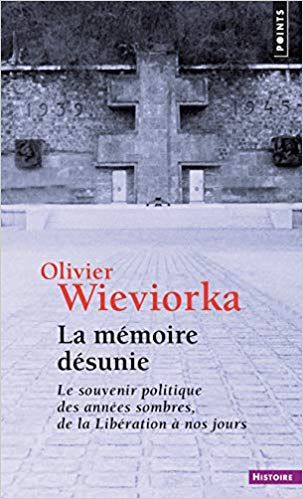 POINTS
1939
1945
Olivier
Wieviorka
La mémoire
désunie
Le souvenir politique
des années sombres,
de la Libération à nos jours
HISTOIRE